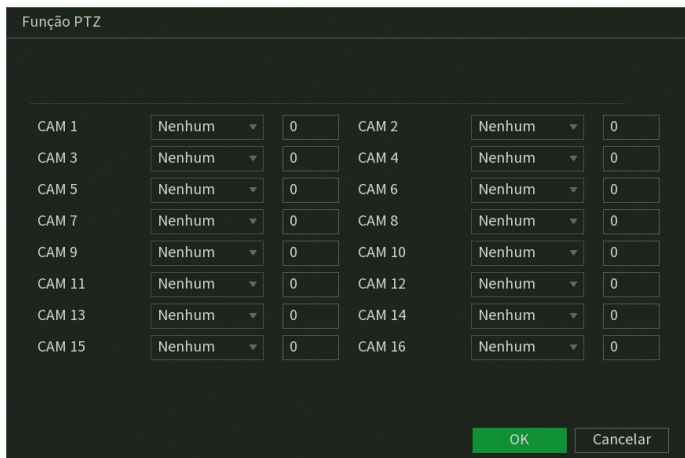 Função PTZ
CAM 1 Nenhum 0 CAM 2 Nenhum 0
CAM 3 Nenhum 0 CAM 4 Nenhum 0
CAM 5 Nenhum 0 CAM 6 Nenhum 0
CAM 7 Nenhum 0 CAM 8 Nenhum 0
CAM 9 Nenhum 0 CAM 10 Nenhum 0
CAM 11 Nenhum 0 CAM 12 Nenhum 0
CAM 13 Nenhum 0 CAM 14 Nenhum 0
CAM 15 Nenhum 0 CAM 16 Nenhum 0
OK Cancelar